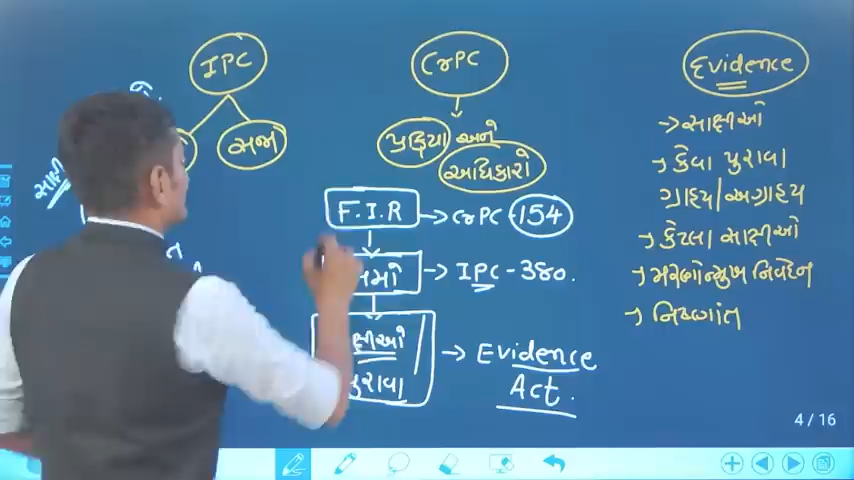 IPC
સજા
CrPC
પ્રક્રિયા અને
અધિકારો
F.I.R → CrPC - 154
→ IPC - 380.
પુરાવા
→ Evidence
Act.
Evidence
→ સાક્ષીઓ
→ કેવા પુરાવા
ગ્રાહ્ય/અગ્રાહ્ય
→ કેટલા સાક્ષીઓ
→ મરણોન્મુખ નિવેદન
→ નિષ્ણાંત
4/16